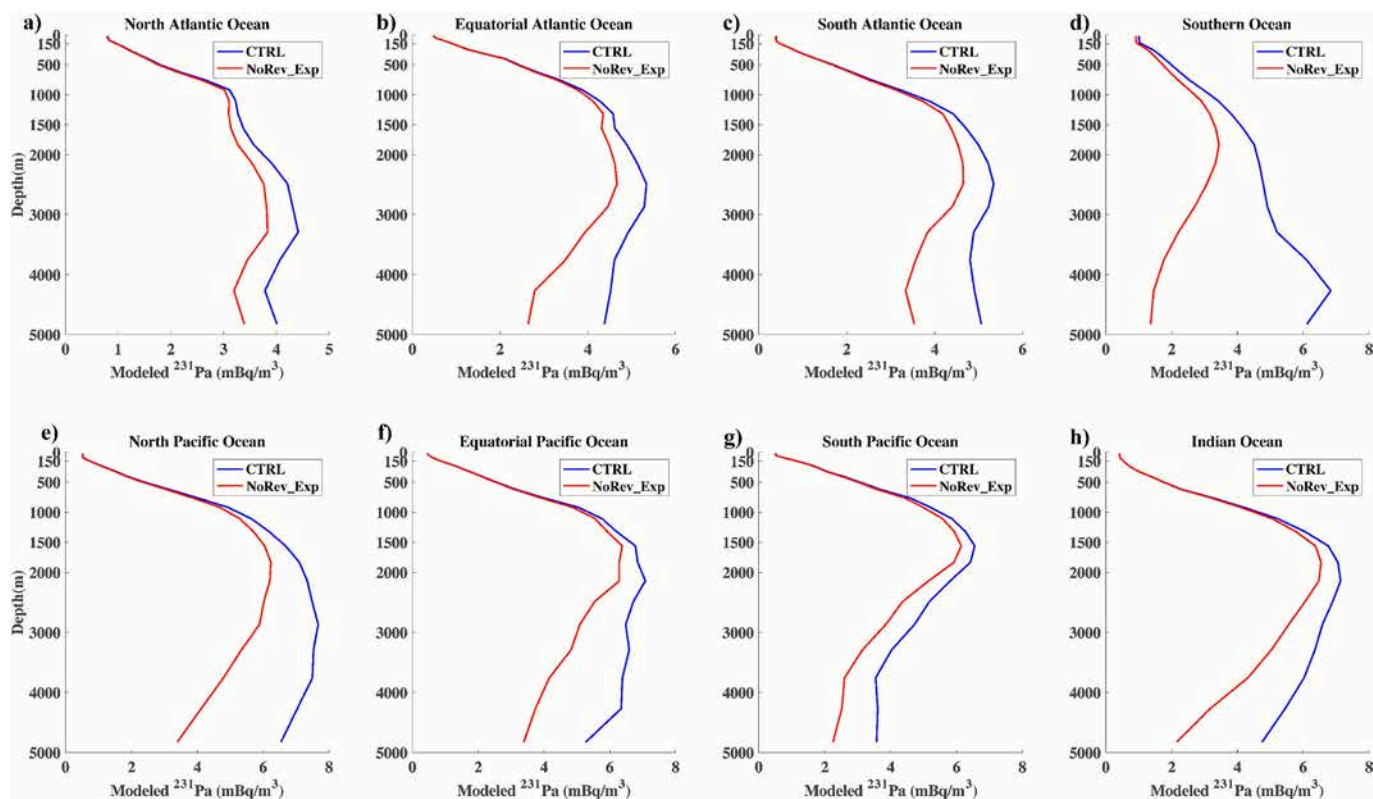 a) North Atlantic Ocean
CTRL
NoRev_Exp
0
150
500
1000
1500
2000
3000
4000
5000
Depth(m)
0 1 2 3 4 5
Modeled ²³¹Pa (mBq/m³)
b) Equatorial Atlantic Ocean
CTRL
NoRev_Exp
0
150
500
1000
1500
2000
3000
4000
5000
0 2 4 6
Modeled ²³¹Pa (mBq/m³)
c) South Atlantic Ocean
CTRL
NoRev_Exp
0
150
500
1000
1500
2000
3000
4000
5000
0 2 4 6
Modeled ²³¹Pa (mBq/m³)
d) Southern Ocean
CTRL
NoRev_Exp
0
150
500
1000
1500
2000
3000
4000
5000
0 2 4 6 8
Modeled ²³¹Pa (mBq/m³)
e) North Pacific Ocean
CTRL
NoRev_Exp
0
150
500
1000
1500
2000
3000
4000
5000
Depth(m)
0 2 4 6 8
Modeled ²³¹Pa (mBq/m³)
f) Equatorial Pacific Ocean
CTRL
NoRev_Exp
0
150
500
1000
1500
2000
3000
4000
5000
0 2 4 6 8
Modeled ²³¹Pa (mBq/m³)
g) South Pacific Ocean
CTRL
NoRev_Exp
0
150
500
1000
1500
2000
3000
4000
5000
0 2 4 6 8
Modeled ²³¹Pa (mBq/m³)
h) Indian Ocean
CTRL
NoRev_Exp
0
150
500
1000
1500
2000
3000
4000
5000
0 2 4 6 8
Modeled ²³¹Pa (mBq/m³)